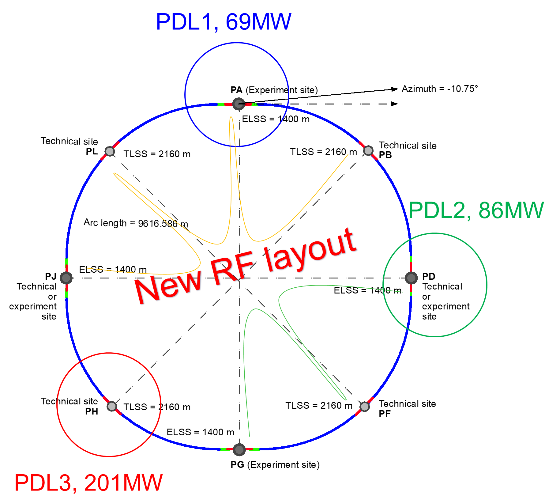 PDL1, 69MW
PA (Experiment site)
Azimuth = -10.75°
ELSS = 1400 m
Technical site
PL
TLSS = 2160 m
TLSS = 2160 m
Technical site
PB
PDL2, 86MW
Arc length = 9616.586 m
New RF layout
PJ
Technical
or
experiment
site
ELSS = 1400 m
ELSS = 1400 m
PD
Technical
or
experiment
site
Technical site
PH
TLSS = 2160 m
TLSS = 2160 m
Technical site
PF
ELSS = 1400 m
PG (Experiment site)
PDL3, 201MW